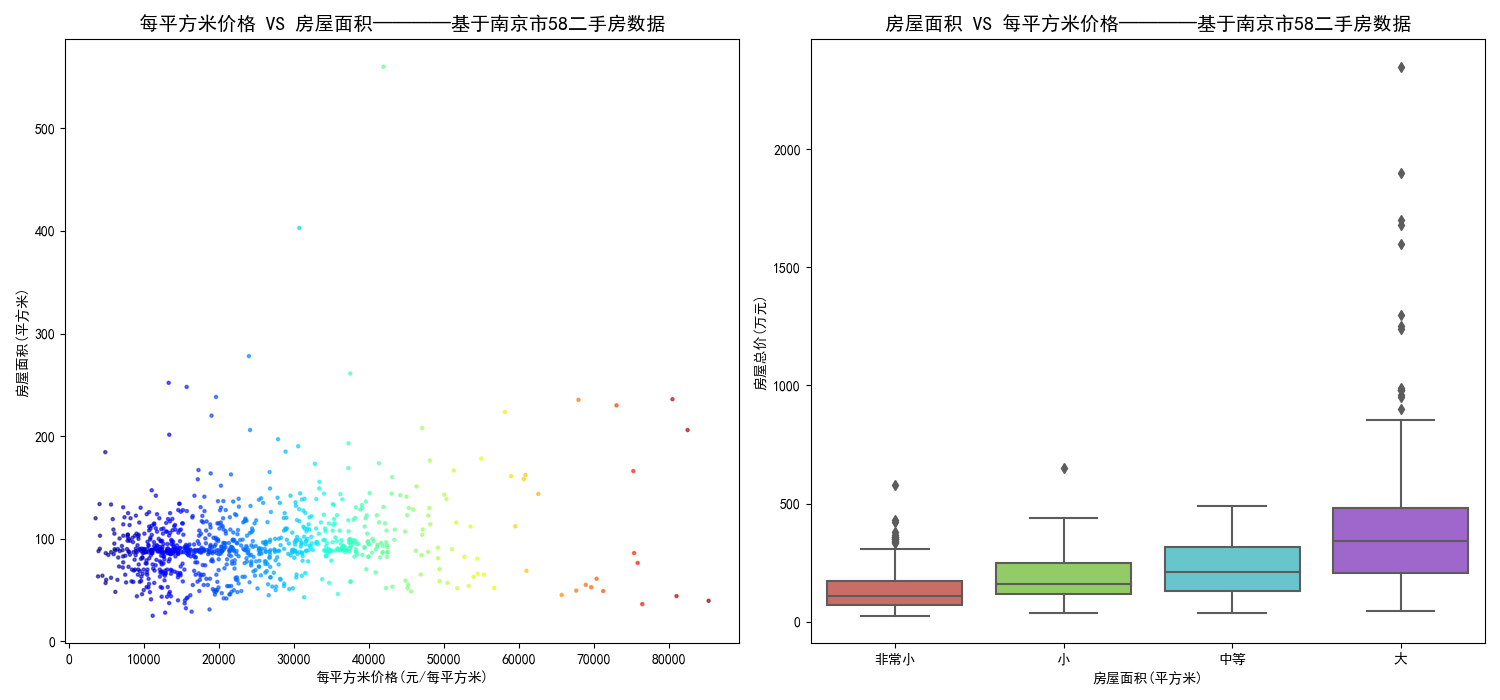 每平方米价格 VS 房屋面积————基于南京市58二手房数据
房屋面积(平方米)
500
400
300
200
100
0
0 10000 20000 30000 40000 50000 60000 70000 80000
每平方米价格(元/每平方米)
房屋面积 VS 每平方米价格————基于南京市58二手房数据
房屋总价(万元)
2000
1500
1000
500
0
非常小 小 中等 大
房屋面积(平方米)